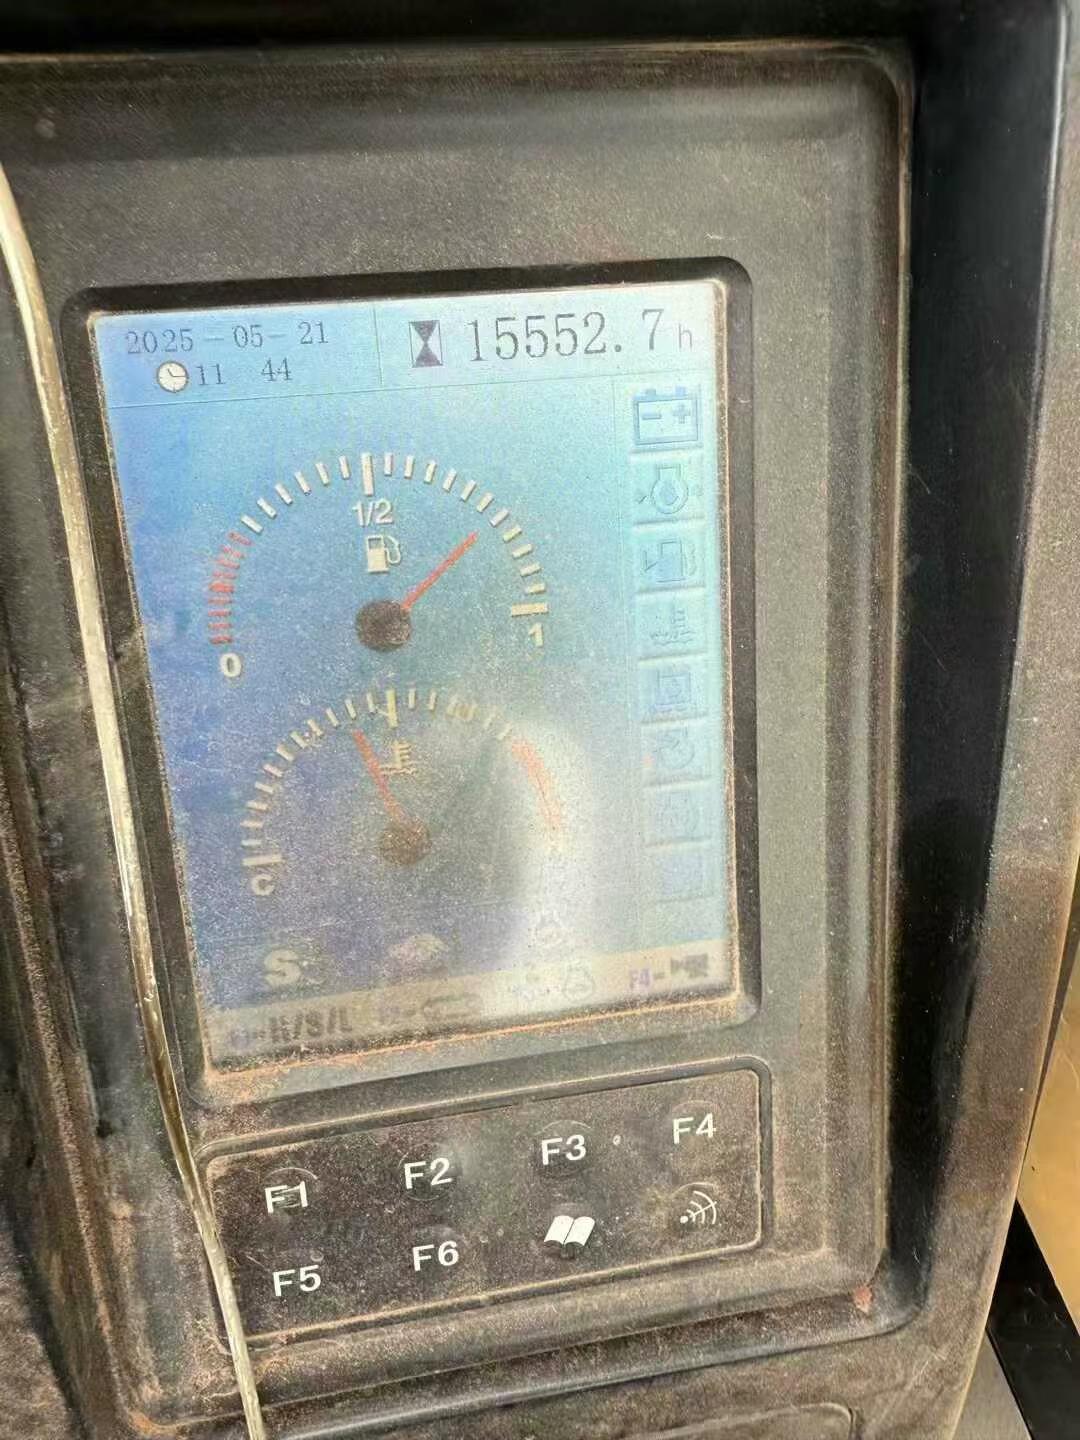 2025-05-21
15552.7h
11 44
1/2
0
1
C
S
H/S/L
F4-
F1
F2
F3
F4
F5
F6